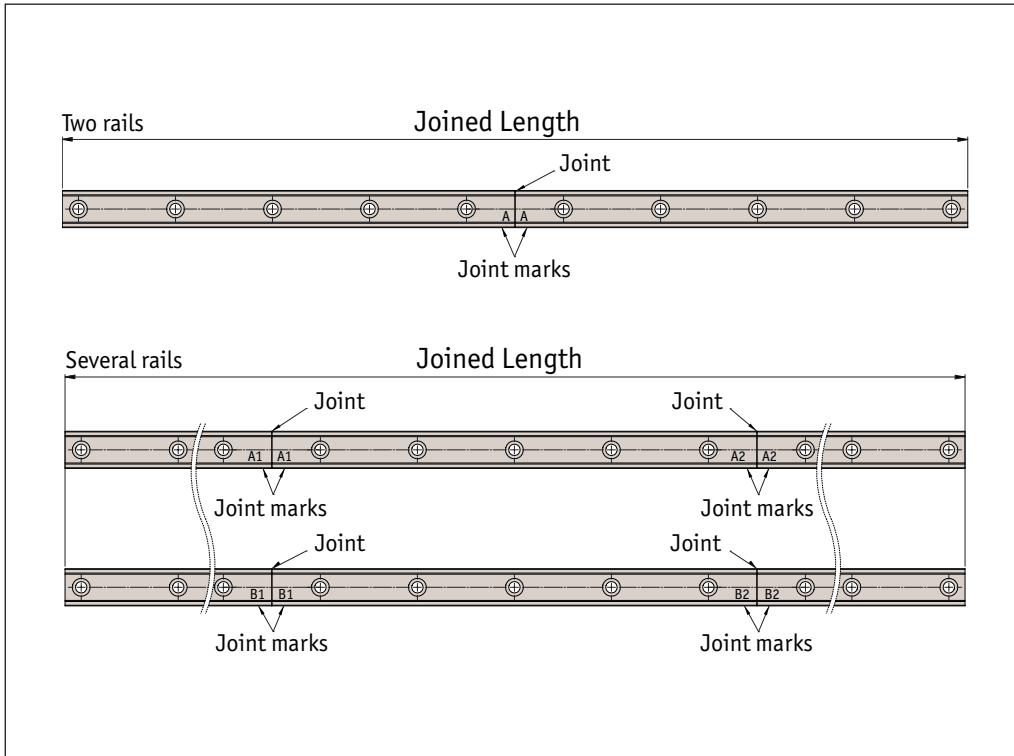 Two rails
Joined Length
Joint
A A
Joint marks
Several rails
Joined Length
Joint Joint
A1 A1 A2 A2
Joint marks Joint marks
Joint Joint
B1 B1 B2 B2
Joint marks Joint marks